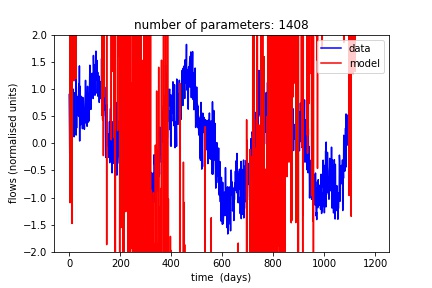 number of parameters: 1408
data
model
flows (normalised units)
2.0
1.5
1.0
0.5
0.0
−0.5
−1.0
−1.5
−2.0
0 200 400 600 800 1000 1200
time (days)